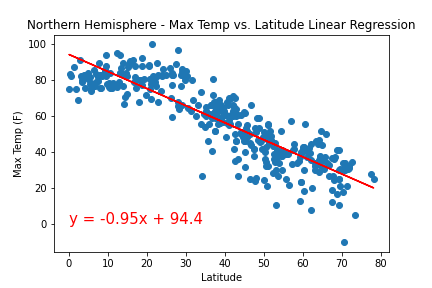 Northern Hemisphere - Max Temp vs. Latitude Linear Regression
100
80
60
40
20
0
Max Temp (F)
y = -0.95x + 94.4
0 10 20 30 40 50 60 70 80
Latitude